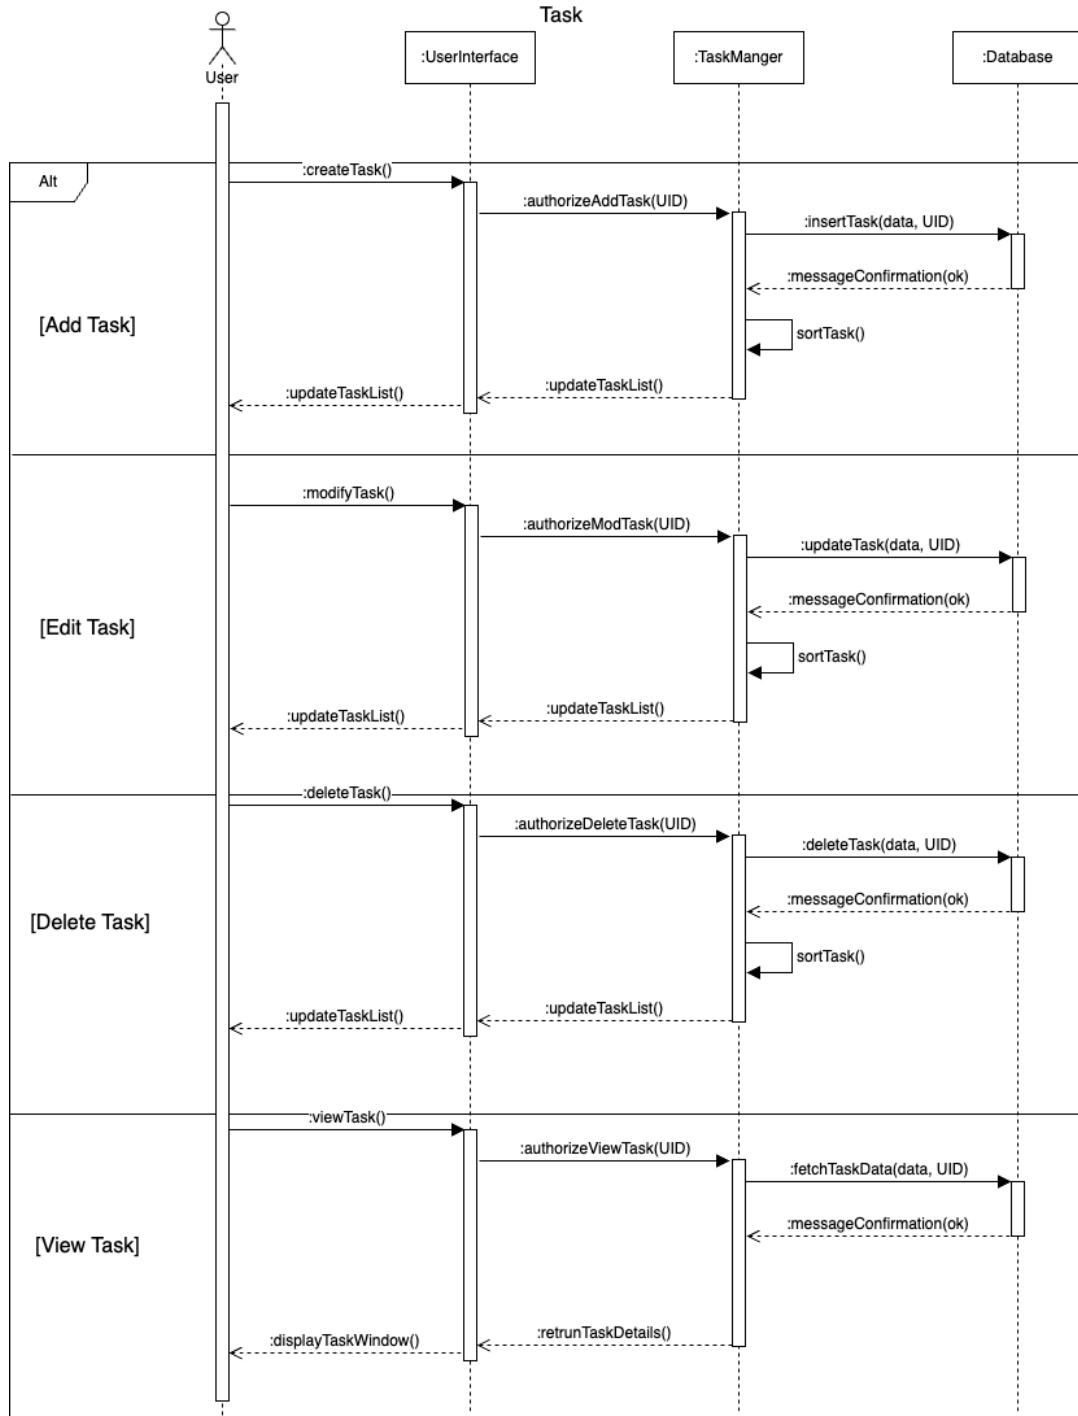 Task
User
:UserInterface
:TaskManger
:Database
Alt
:createTask()
:authorizeAddTask(UID)
:insertTask(data, UID)
:messageConfirmation(ok)
[Add Task]
sortTask()
:updateTaskList()
:updateTaskList()
:modifyTask()
:authorizeModTask(UID)
:updateTask(data, UID)
:messageConfirmation(ok)
[Edit Task]
sortTask()
:updateTaskList()
:updateTaskList()
:deleteTask()
:authorizeDeleteTask(UID)
:deleteTask(data, UID)
:messageConfirmation(ok)
[Delete Task]
sortTask()
:updateTaskList()
:updateTaskList()
:viewTask()
:authorizeViewTask(UID)
:fetchTaskData(data, UID)
:messageConfirmation(ok)
[View Task]
:retrunTaskDetails()
:displayTaskWindow()